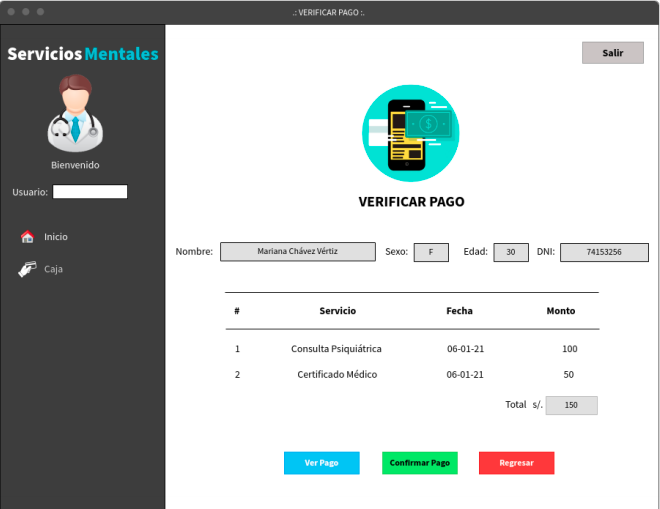 .: VERIFICAR PAGO :.
Servicios Mentales
Salir
$
Bienvenido
Usuario:
VERIFICAR PAGO
Inicio
Caja
Nombre: Mariana Chávez Vértiz Sexo: F Edad: 30 DNI: 74153256
# Servicio Fecha Monto
1 Consulta Psiquiátrica 06-01-21 100
2 Certificado Médico 06-01-21 50
Total s/. 150
Ver Pago Confirmar Pago Regresar